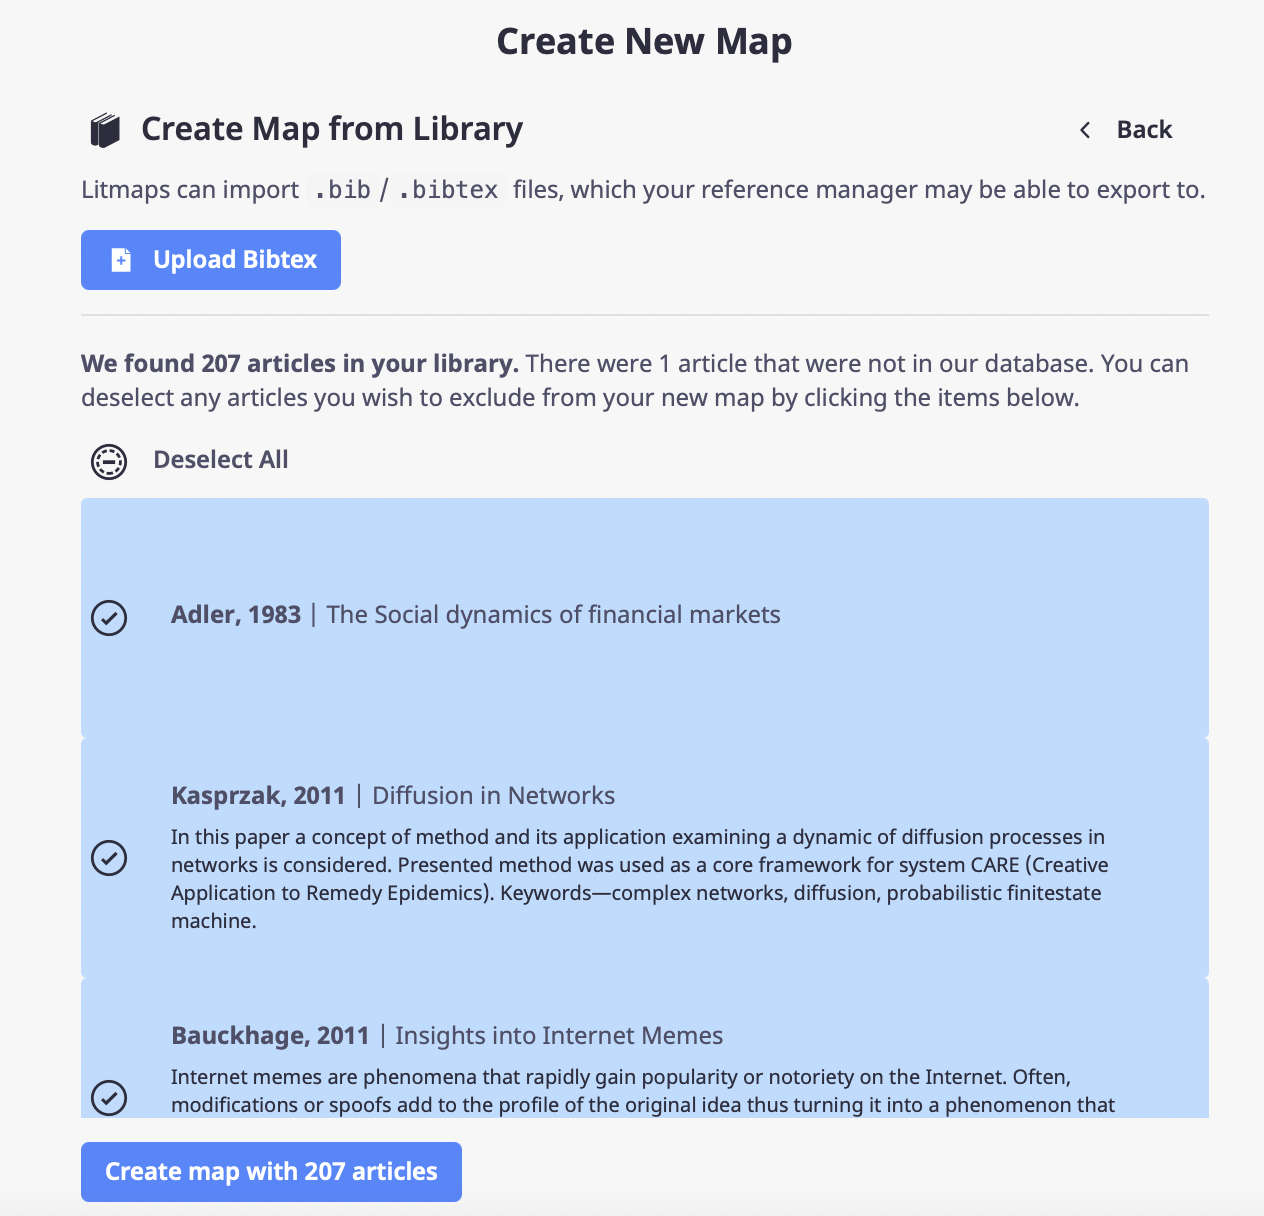 Create New Map
Create Map from Library
Back
Litmaps can import .bib / .bibtex files, which your reference manager may be able to export to.
Upload Bibtex
We found 207 articles in your library. There were 1 article that were not in our database. You can
deselect any articles you wish to exclude from your new map by clicking the items below.
Deselect All
Adler, 1983 | The Social dynamics of financial markets
Kasprzak, 2011 | Diffusion in Networks
In this paper a concept of method and its application examining a dynamic of diffusion processes in
networks is considered. Presented method was used as a core framework for system CARE (Creative
Application to Remedy Epidemics). Keywords—complex networks, diffusion, probabilistic finitestate
machine.
Bauckhage, 2011 | Insights into Internet Memes
Internet memes are phenomena that rapidly gain popularity or notoriety on the Internet. Often,
modifications or spoofs add to the profile of the original idea thus turning it into a phenomenon that
Create map with 207 articles